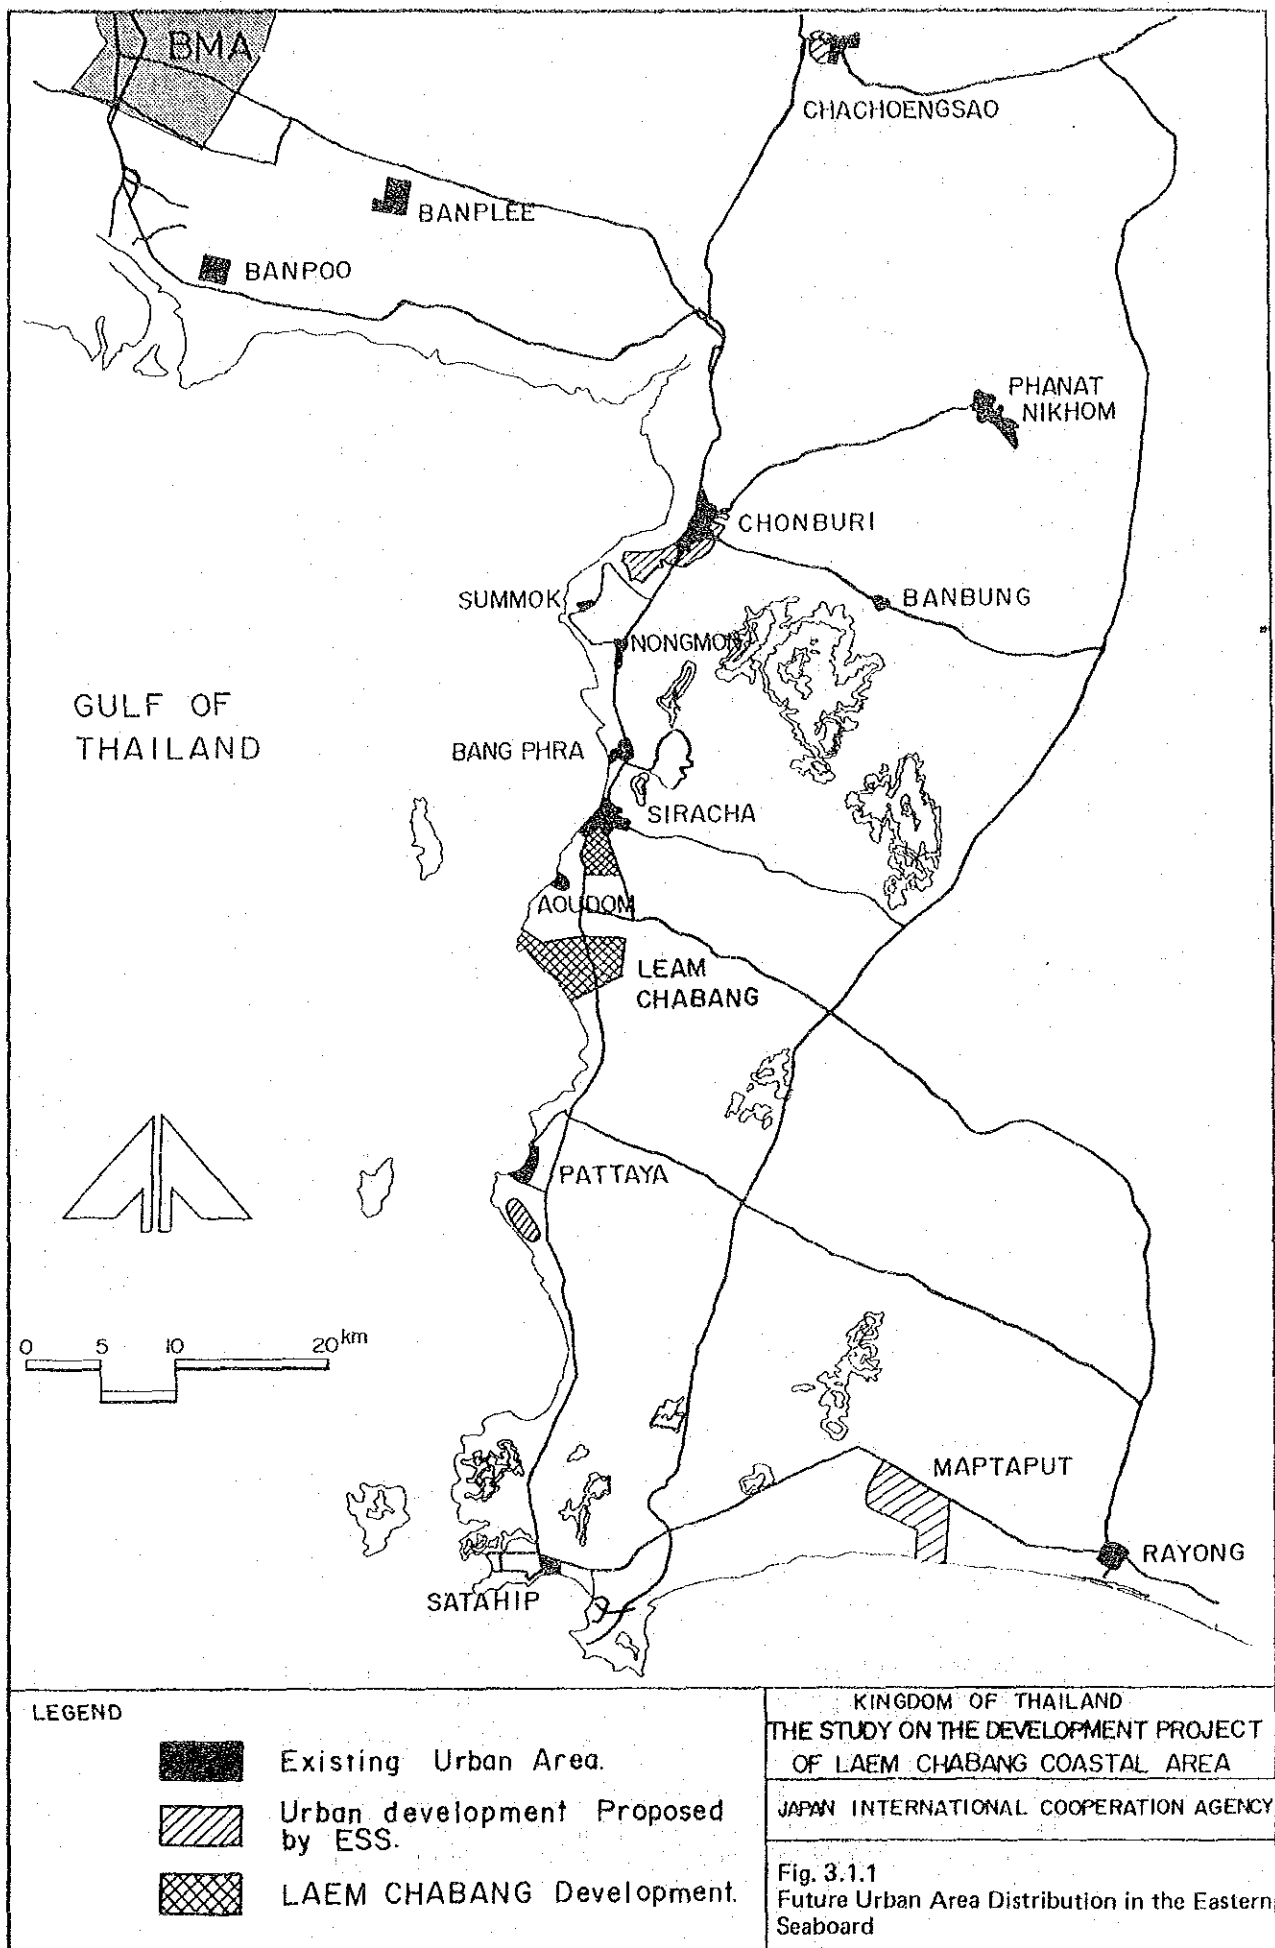 BMA
CHACHOENGSAO
BANPLEE
BANPOO
PHANAT
NIKHOM
CHONBURI
SUMMOK
BANBUNG
NONGMON
GULF OF
THAILAND
BANG PHRA
SIRACHA
AOUDOM
LEAM
CHABANG
PATTAYA
0 5 10 20km
MAPTAPUT
RAYONG
SATAHIP
LEGEND
Existing Urban Area.
Urban development Proposed
by ESS.
LAEM CHABANG Development.
KINGDOM OF THAILAND
THE STUDY ON THE DEVELOPMENT PROJECT
OF LAEM CHABANG COASTAL AREA
JAPAN INTERNATIONAL COOPERATION AGENCY
Fig. 3.1.1
Future Urban Area Distribution in the Eastern
Seaboard